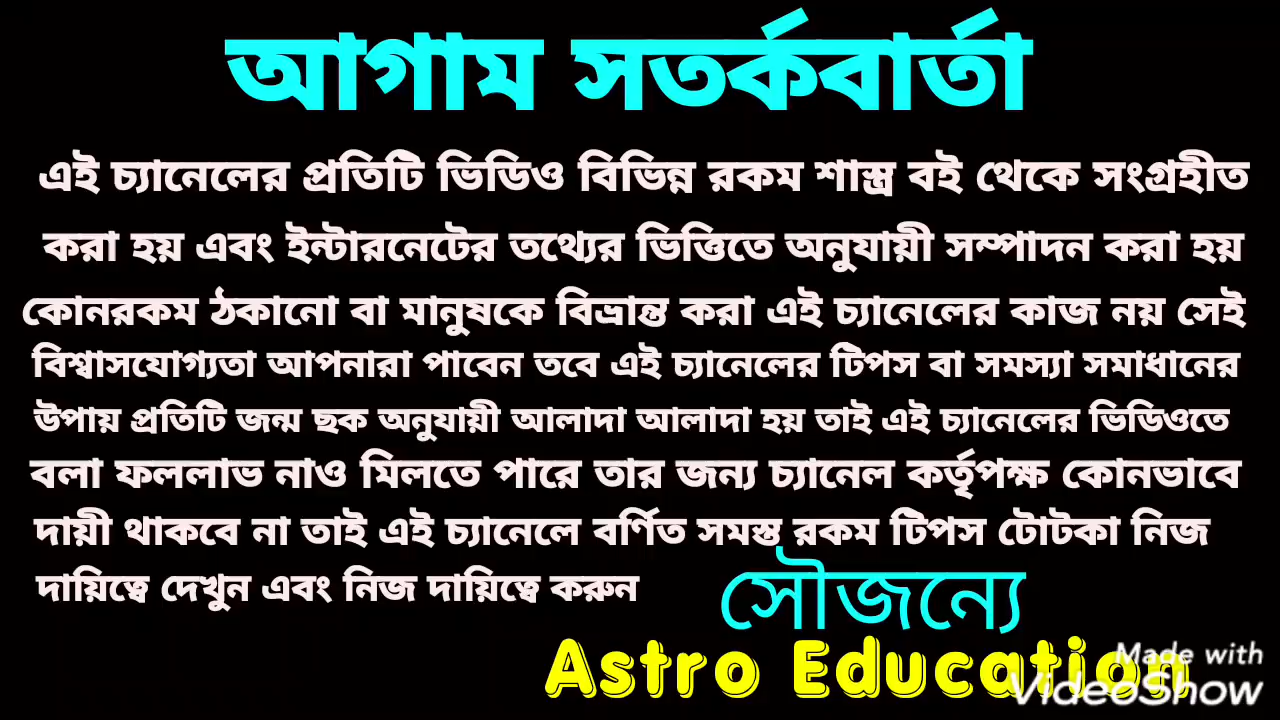 আগাম সতর্কবার্তা
এই চ্যানেলের প্রতিটি ভিডিও বিভিন্ন রকম শাস্ত্র বই থেকে সংগ্রহীত
করা হয় এবং ইন্টারনেটের তথ্যের ভিত্তিতে অনুযায়ী সম্পাদন করা হয়
কোনরকম ঠকানো বা মানুষকে বিভ্রান্ত করা এই চ্যানেলের কাজ নয় সেই
বিশ্বাসযোগ্যতা আপনারা পাবেন তবে এই চ্যানেলের টিপস বা সমস্যা সমাধানের
উপায় প্রতিটি জন্ম ছক অনুযায়ী আলাদা আলাদা হয় তাই এই চ্যানেলের ভিডিওতে
বলা ফললাভ নাও মিলতে পারে তার জন্য চ্যানেল কর্তৃপক্ষ কোনভাবে
দায়ী থাকবে না তাই এই চ্যানেলে বর্ণিত সমস্ত রকম টিপস টোটকা নিজ
দায়িত্বে দেখুন এবং নিজ দায়িত্বে করুন
সৌজন্যে
Astro Education
Made with
VideoShow